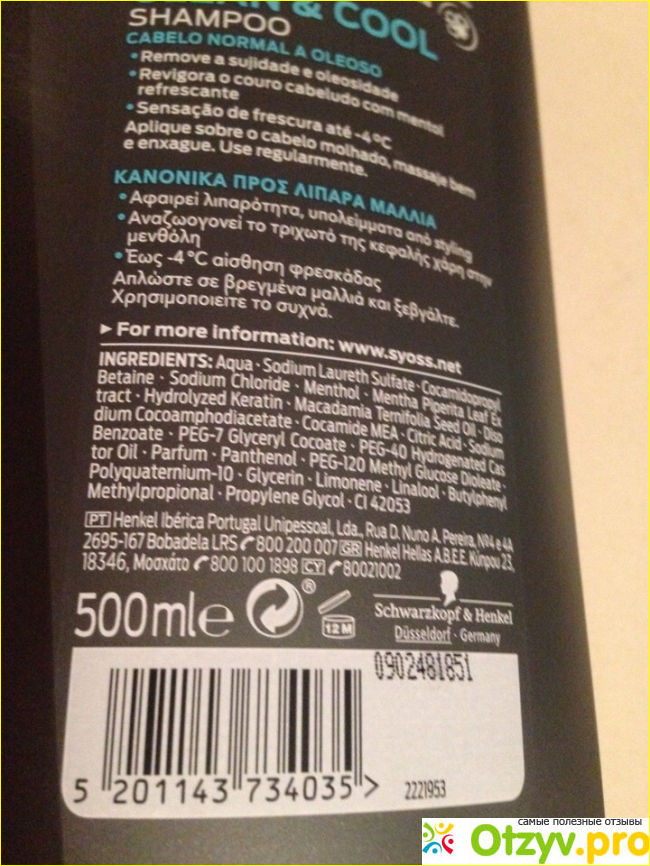 & COOL
SHAMPOO
CABELO NORMAL A OLEOSO
• Remove a sujidade e oleosidade
• Revigora o couro cabeludo com mentol
refrescante
• Sensação de frescura até -4°C
Aplique sobre o cabelo molhado, massaje bem
e enxague. Use regularmente.
ΚΑΝΟΝΙΚΑ ΠΡΟΣ ΛΙΠΑΡΑ ΜΑΛΛΙΑ
• Αφαιρεί λιπαρότητα, υπολείμματα από styling
• Αναζωογονεί το τριχωτό της κεφαλής χάρη στην
μενθόλη
• Έως -4°C αίσθηση φρεσκάδας
Απλώστε σε βρεγμένα μαλλιά και ξεβγάλτε.
Χρησιμοποιείτε το συχνά.
▸ For more information: www.syoss.net
INGREDIENTS: Aqua · Sodium Laureth Sulfate · Cocamidopropyl
Betaine · Sodium Chloride · Menthol · Mentha Piperita Leaf Ex
tract · Hydrolyzed Keratin · Macadamia Ternifolia Seed Oil · Diso
dium Cocoamphodiacetate · Cocamide MEA · Citric Acid · Sodium
Benzoate · PEG-7 Glyceryl Cocoate · PEG-40 Hydrogenated Cas
tor Oil · Parfum · Panthenol · PEG-120 Methyl Glucose Dioleate ·
Polyquaternium-10 · Glycerin · Limonene · Linalool · Butylphenyl
Methylpropional · Propylene Glycol · CI 42053
PT Henkel Ibérica Portugal Unipessoal, Lda., Rua D. Nuno A. Pereira, Nº4 e 4A
2695-167 Bobadela LRS 800 200 007 GR Henkel Hellas A.B.E.E. Κύπρου 23,
18346, Μοσχάτο 800 100 1898 CY 80021002
500 ml e
®
12 M
Schwarzkopf & Henkel
Düsseldorf · Germany
0902481851
5 201143 734035 >
2221953
самые полезные отзывы
Otzyv.pro